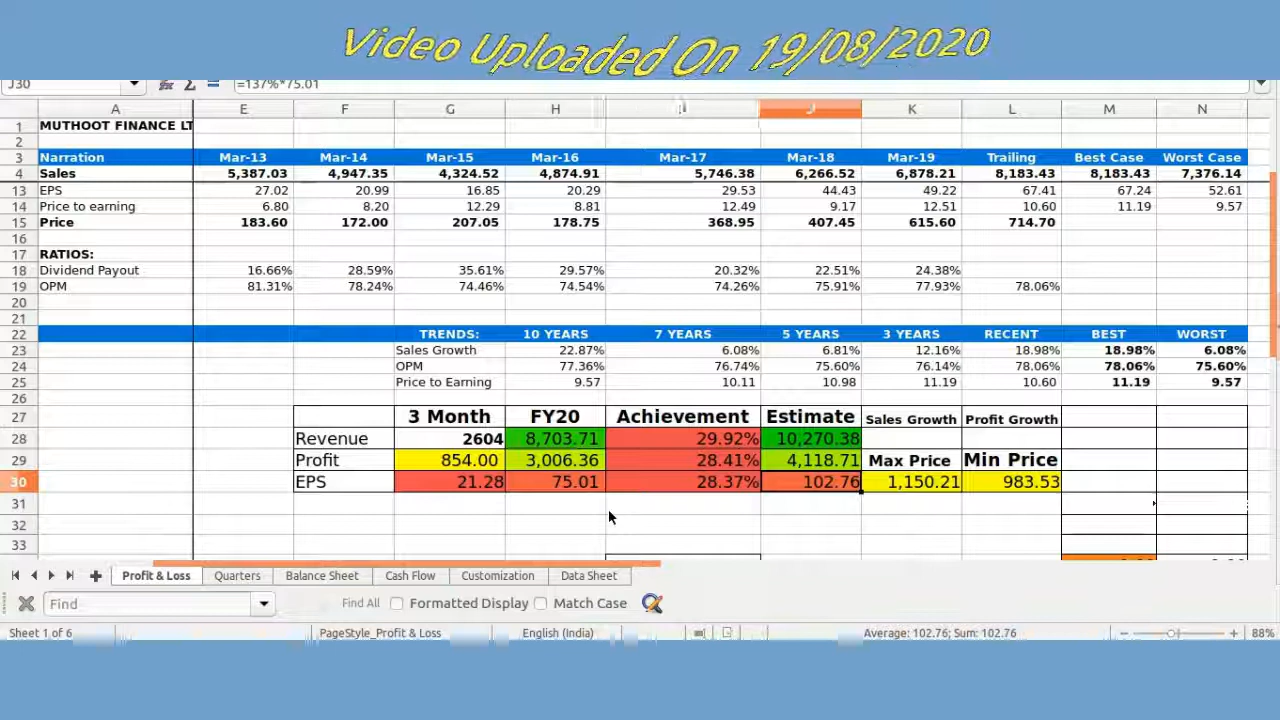 Video Uploaded On 19/08/2020
J30 =137%*75.01
A E F G H J K L M N
1 MUTHOOT FINANCE LT
2
3 Narration Mar-13 Mar-14 Mar-15 Mar-16 Mar-17 Mar-18 Mar-19 Trailing Best Case Worst Case
4 Sales 5,387.03 4,947.35 4,324.52 4,874.91 5,746.38 6,266.52 6,878.21 8,183.43 8,183.43 7,376.14
13 EPS 27.02 20.99 16.85 20.29 29.53 44.43 49.22 67.41 67.24 52.61
14 Price to earning 6.80 8.20 12.29 8.81 12.49 9.17 12.51 10.60 11.19 9.57
15 Price 183.60 172.00 207.05 178.75 368.95 407.45 615.60 714.70
16
17 RATIOS:
18 Dividend Payout 16.66% 28.59% 35.61% 29.57% 20.32% 22.51% 24.38%
19 OPM 81.31% 78.24% 74.46% 74.54% 74.26% 75.91% 77.93% 78.06%
20
21
22 TRENDS: 10 YEARS 7 YEARS 5 YEARS 3 YEARS RECENT BEST WORST
23 Sales Growth 22.87% 6.08% 6.81% 12.16% 18.98% 18.98% 6.08%
24 OPM 77.36% 76.74% 75.60% 76.14% 78.06% 78.06% 75.60%
25 Price to Earning 9.57 10.11 10.98 11.19 10.60 11.19 9.57
26
27 3 Month FY20 Achievement Estimate Sales Growth Profit Growth
28 Revenue 2604 8,703.71 29.92% 10,270.38
29 Profit 854.00 3,006.36 28.41% 4,118.71 Max Price Min Price
30 EPS 21.28 75.01 28.37% 102.76 1,150.21 983.53
31
32
33
Profit & Loss Quarters Balance Sheet Cash Flow Customization Data Sheet
Find Find All Formatted Display Match Case
Sheet 1 of 6 PageStyle_Profit & Loss English (India) Average: 102.76; Sum: 102.76 88%